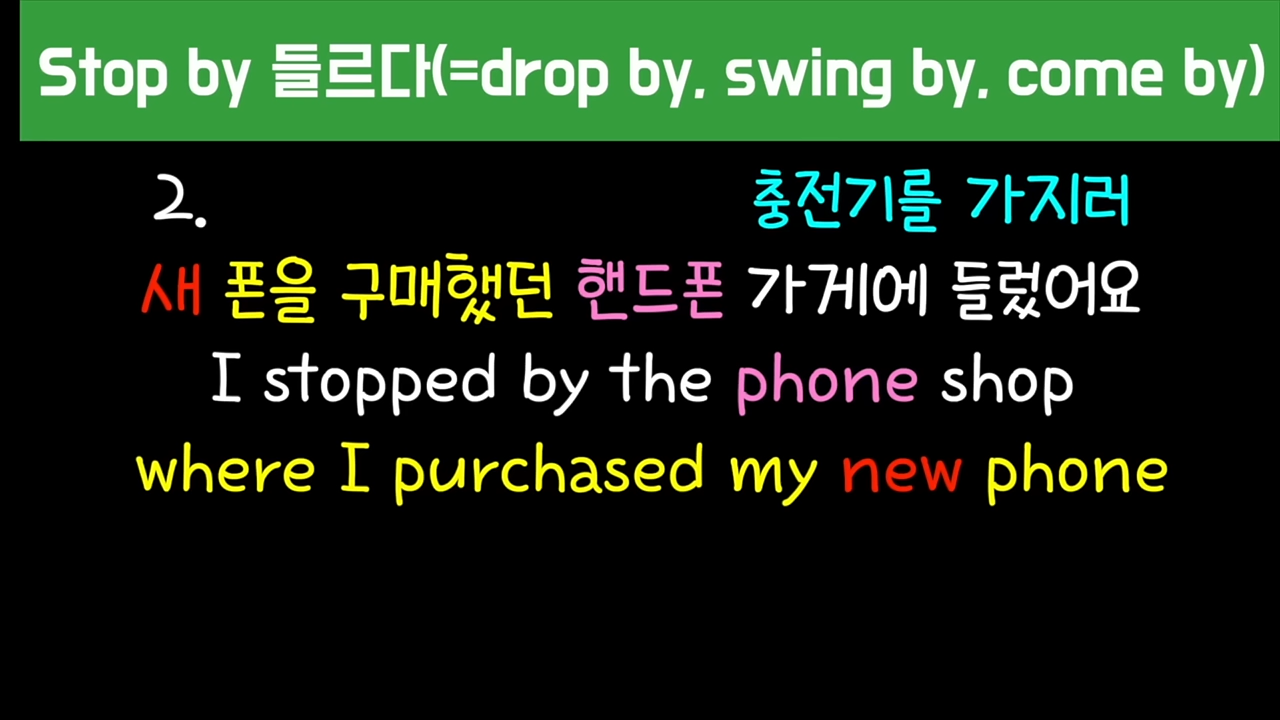 Stop by 들르다(=drop by, swing by, come by)
2. 충전기를 가지러
새 폰을 구매했던 핸드폰 가게에 들렀어요
I stopped by the phone shop
where I purchased my new phone